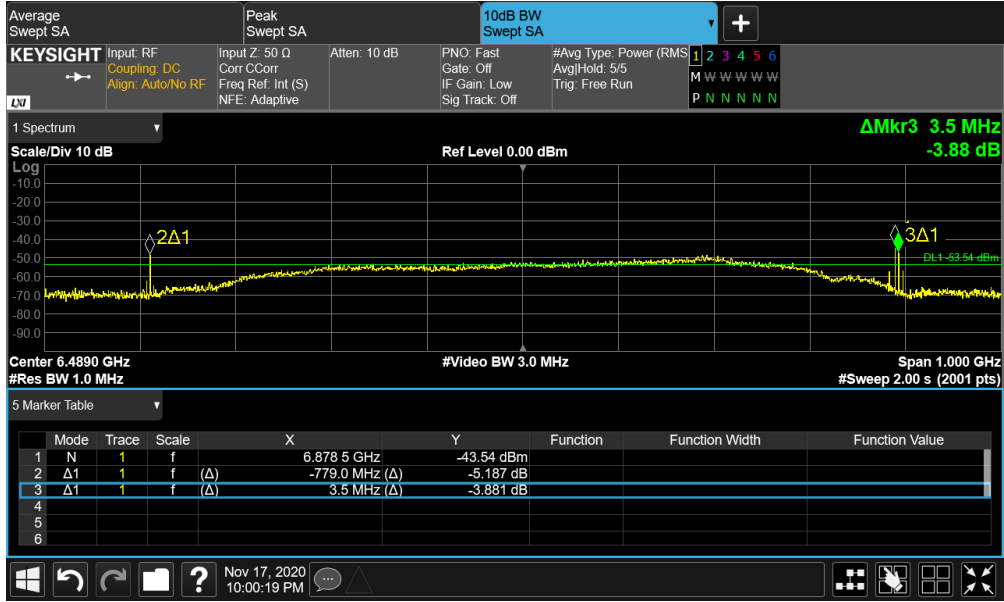 Average
Swept SA
Peak
Swept SA
10dB BW
Swept SA
KEYSIGHT
LXI
Input: RF
Coupling: DC
Align: Auto/No RF
Input Z: 50 Ω
Corr CCorr
Freq Ref: Int (S)
NFE: Adaptive
Atten: 10 dB
PNO: Fast
Gate: Off
IF Gain: Low
Sig Track: Off
#Avg Type: Power (RMS
Avg|Hold: 5/5
Trig: Free Run
1 2 3 4 5 6
M W W W W W
P N N N N N
1 Spectrum
ΔMkr3 3.5 MHz
-3.88 dB
Scale/Div 10 dB
Ref Level 0.00 dBm
Log
-10.0
-20.0
-30.0
-40.0
-50.0
-60.0
-70.0
-80.0
-90.0
2Δ1
3Δ1
DL1 -53.54 dBm
Center 6.4890 GHz
#Video BW 3.0 MHz
Span 1.000 GHz
#Res BW 1.0 MHz
#Sweep 2.00 s (2001 pts)
5 Marker Table
Mode Trace Scale X Y Function Function Width Function Value
1 N 1 f 6.878 5 GHz -43.54 dBm
2 Δ1 1 f (Δ) -779.0 MHz (Δ) -5.187 dB
3 Δ1 1 f (Δ) 3.5 MHz (Δ) -3.881 dB
4
5
6
?
Nov 17, 2020
10:00:19 PM